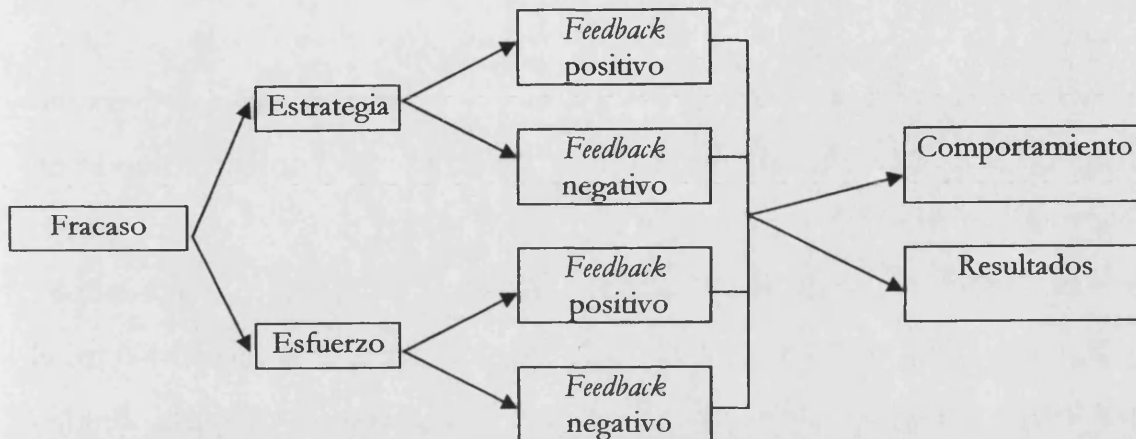 Fracaso
Estrategia
Esfuerzo
Feedback
positivo
Feedback
negativo
Feedback
positivo
Feedback
negativo
Comportamiento
Resultados